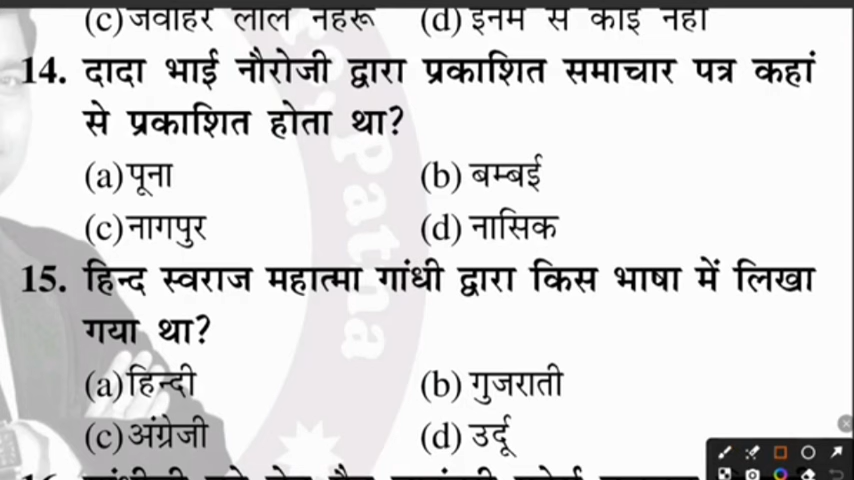 (c) जवाहर लाल नेहरू (d) इनमें से कोई नहीं
14. दादा भाई नौरोजी द्वारा प्रकाशित समाचार पत्र कहां
से प्रकाशित होता था?
(a) पूना (b) बम्बई
(c) नागपुर (d) नासिक
15. हिन्द स्वराज महात्मा गांधी द्वारा किस भाषा में लिखा
गया था?
(a) हिन्दी (b) गुजराती
(c) अंग्रेजी (d) उर्दू
Patna